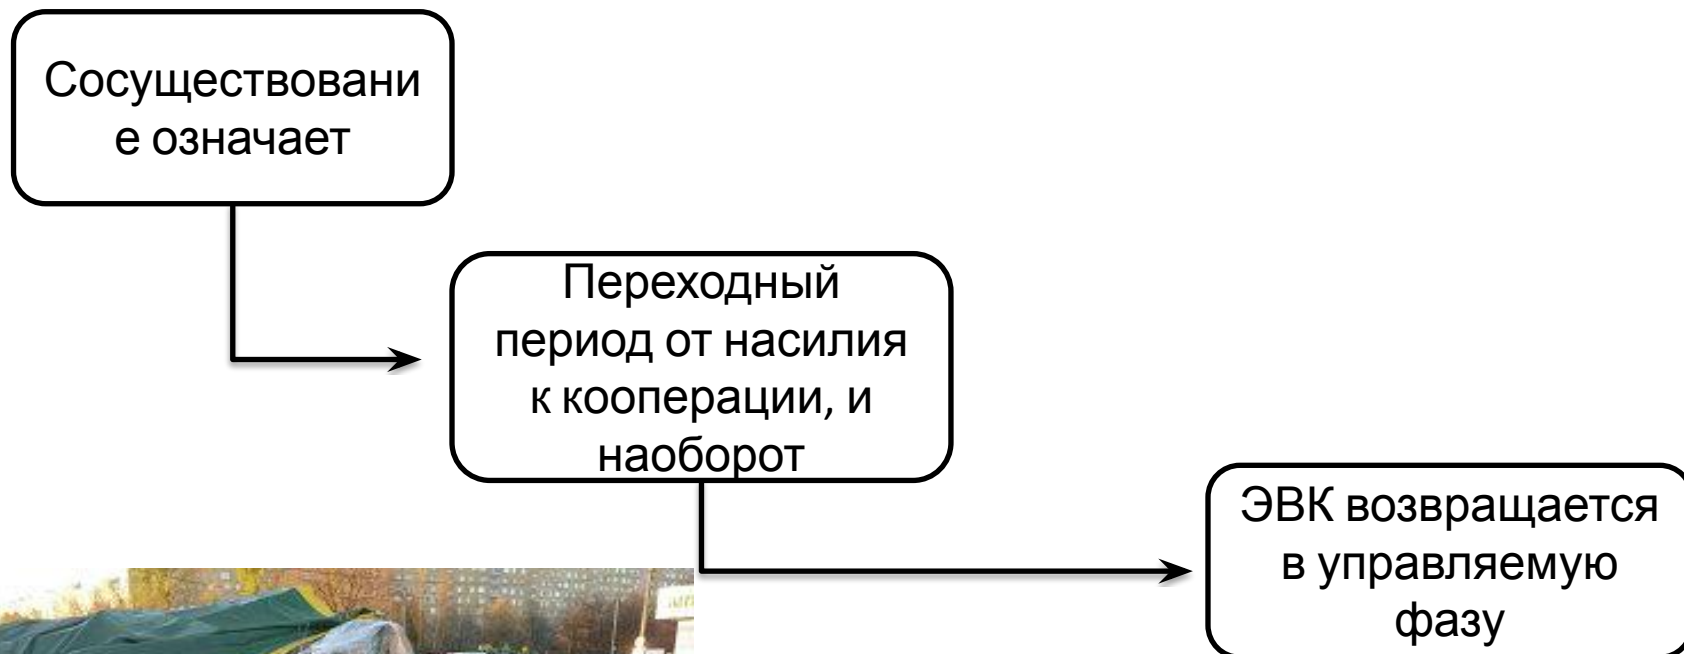 Сосуществовани
е означает
Переходный
период от насилия
к кооперации, и
наоборот
ЭВК возвращается
в управляемую
фазу